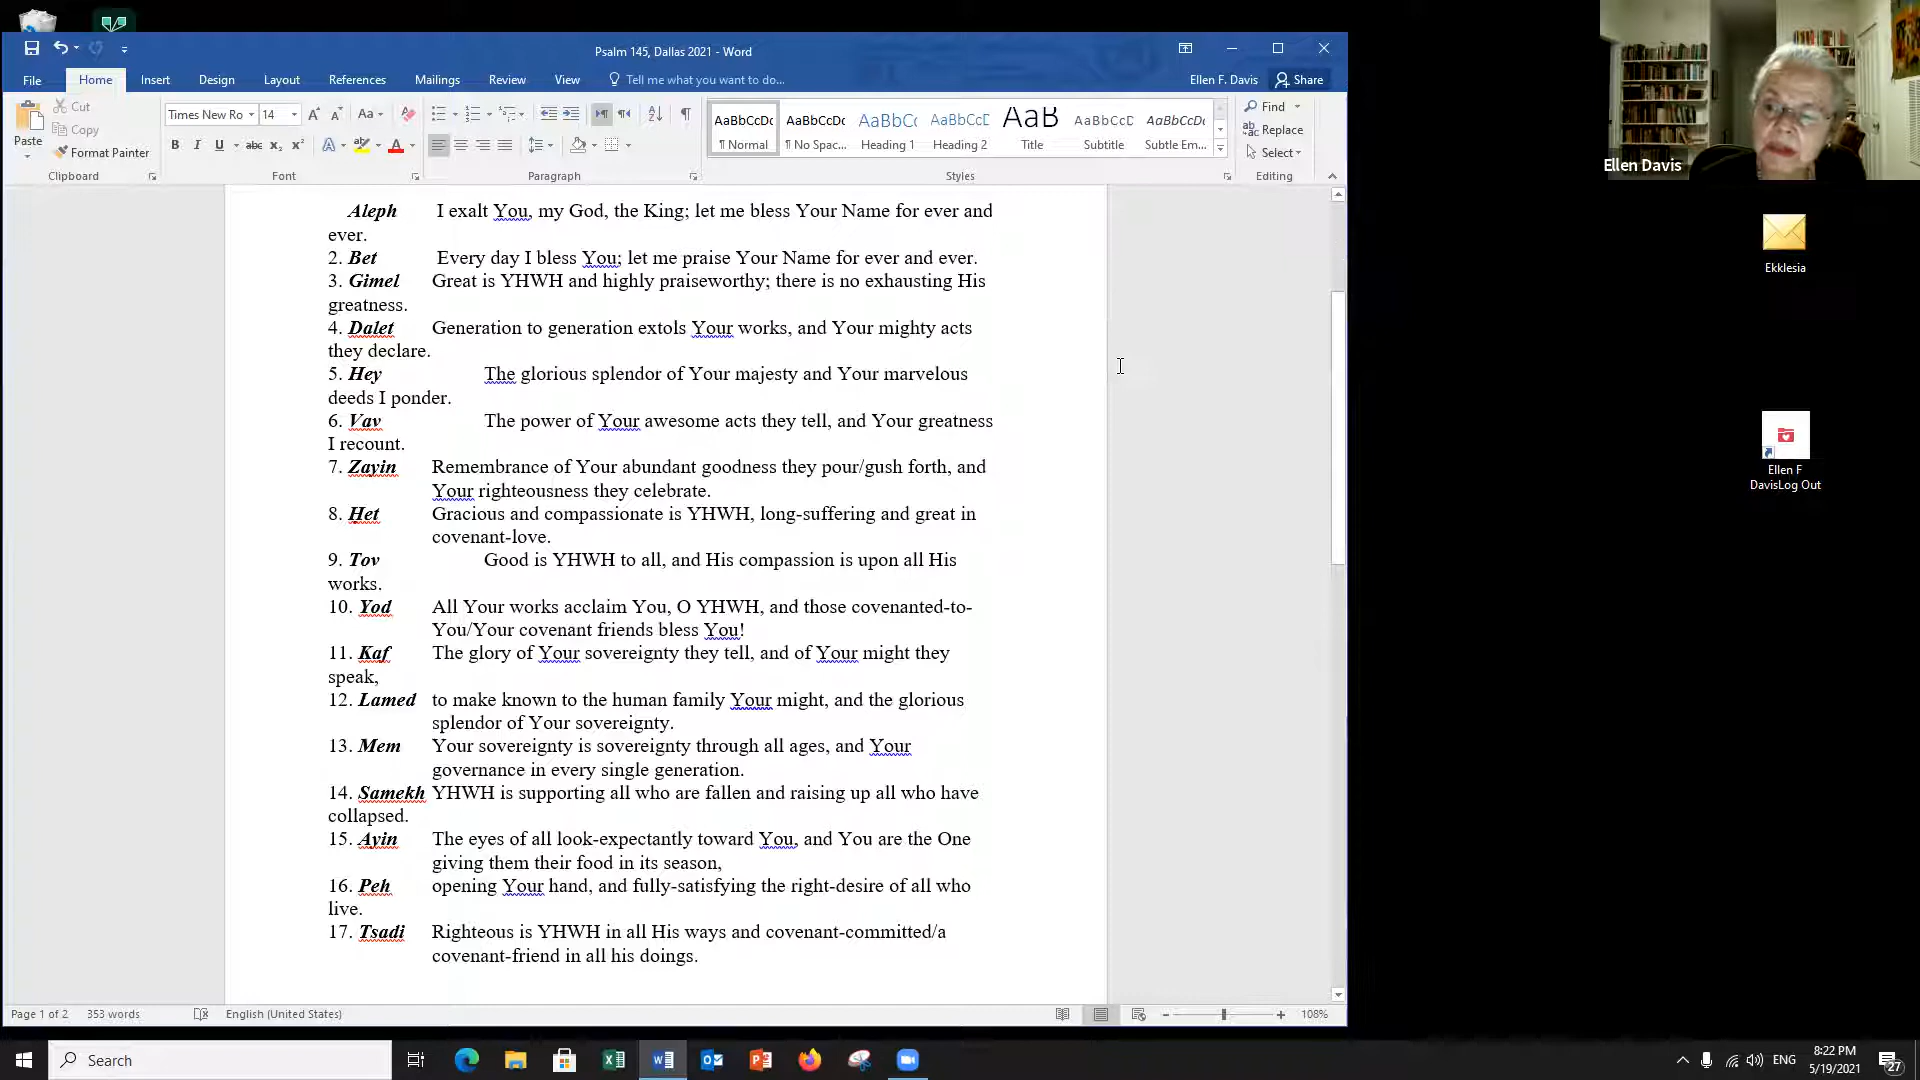 Psalm 145, Dallas 2021 - Word
File Home Insert Design Layout References Mailings Review View Tell me what you want to do... Ellen F. Davis Share
Cut
Copy
Paste
Format Painter
Clipboard
Times New Ro 14
Font
Paragraph
AaBbCcDc AaBbCcDc AaBbCc AaBbCcE AaB AaBbCcD AaBbCcDc
¶ Normal ¶ No Spac... Heading 1 Heading 2 Title Subtitle Subtle Em...
Styles
Find
Replace
Select
Editing
Ellen Davis
Aleph I exalt You, my God, the King; let me bless Your Name for ever and
ever.
2. Bet Every day I bless You; let me praise Your Name for ever and ever.
3. Gimel Great is YHWH and highly praiseworthy; there is no exhausting His
greatness.
4. Dalet Generation to generation extols Your works, and Your mighty acts
they declare.
5. Hey The glorious splendor of Your majesty and Your marvelous
deeds I ponder.
6. Vav The power of Your awesome acts they tell, and Your greatness
I recount.
7. Zayin Remembrance of Your abundant goodness they pour/gush forth, and
Your righteousness they celebrate.
8. Het Gracious and compassionate is YHWH, long-suffering and great in
covenant-love.
9. Tov Good is YHWH to all, and His compassion is upon all His
works.
10. Yod All Your works acclaim You, O YHWH, and those covenanted-to-
You/Your covenant friends bless You!
11. Kaf The glory of Your sovereignty they tell, and of Your might they
speak,
12. Lamed to make known to the human family Your might, and the glorious
splendor of Your sovereignty.
13. Mem Your sovereignty is sovereignty through all ages, and Your
governance in every single generation.
14. Samekh YHWH is supporting all who are fallen and raising up all who have
collapsed.
15. Ayin The eyes of all look-expectantly toward You, and You are the One
giving them their food in its season,
16. Peh opening Your hand, and fully-satisfying the right-desire of all who
live.
17. Tsadi Righteous is YHWH in all His ways and covenant-committed/a
covenant-friend in all his doings.
Ekklesia
Ellen F
DavisLog Out
Page 1 of 2 353 words English (United States) 108%
Search
ENG
8:22 PM
5/19/2021
27